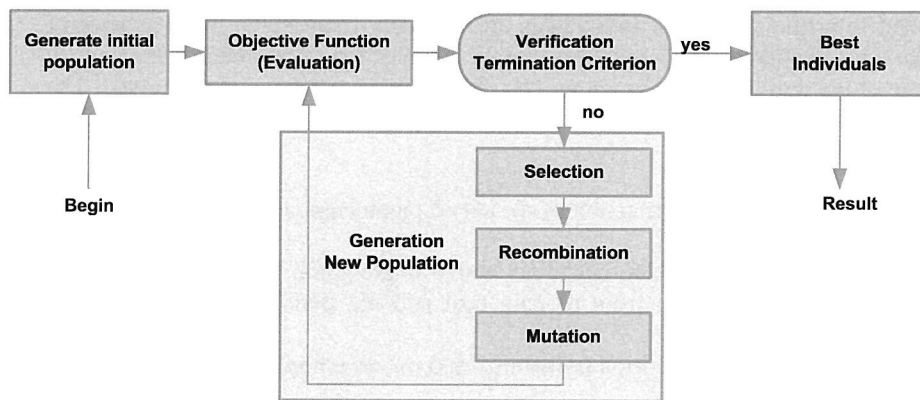 Generate initial
population
Objective Function
(Evaluation)
Verification
Termination Criterion
yes
Best
Individuals
no
Begin
Selection
Result
Generation
New Population
Recombination
Mutation